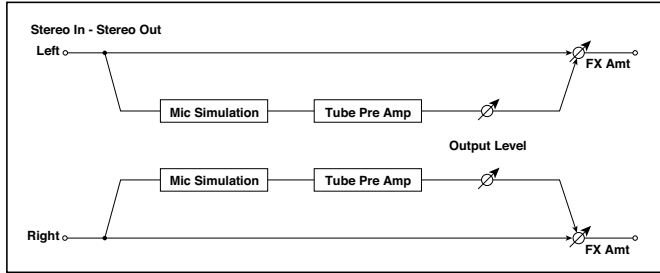 Stereo In - Stereo Out
Left
FX Amt
Mic Simulation
Tube Pre Amp
Output Level
Mic Simulation
Tube Pre Amp
Right
FX Amt